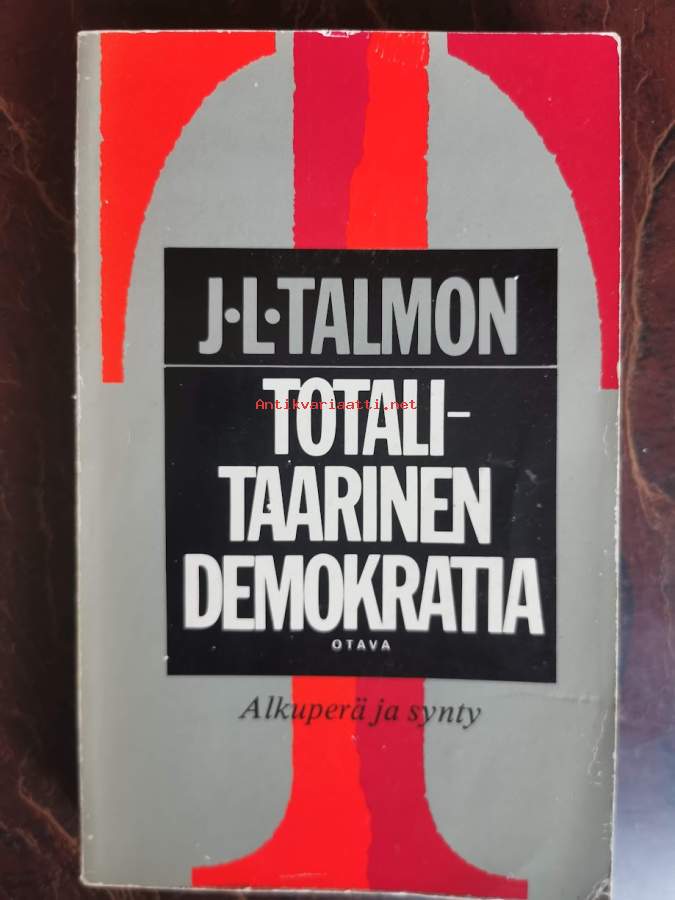 J·L·TALMON
Antikvariaatti.net
TOTALI-
TAARINEN
DEMOKRATIA
OTAVA
Alkuperä ja synty